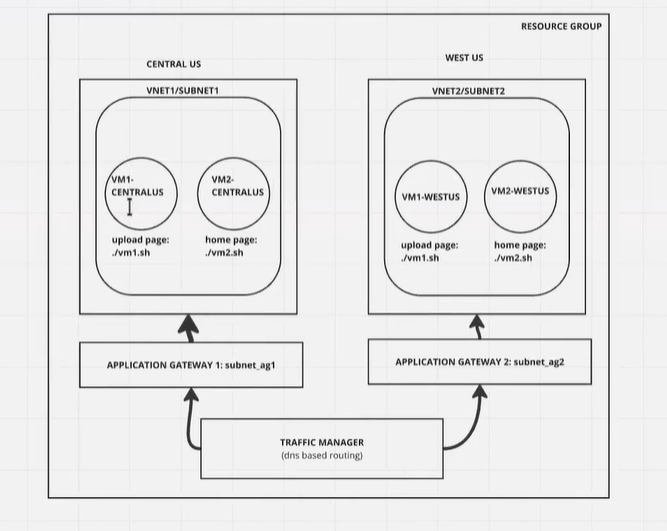 RESOURCE GROUP
CENTRAL US
WEST US
VNET1/SUBNET1
VNET2/SUBNET2
VM1-
CENTRALUS
VM2-
CENTRALUS
VM1-WESTUS
VM2-WESTUS
upload page:
./vm1.sh
home page:
./vm2.sh
upload page:
./vm1.sh
home page:
./vm2.sh
APPLICATION GATEWAY 1: subnet_ag1
APPLICATION GATEWAY 2: subnet_ag2
TRAFFIC MANAGER
(dns based routing)